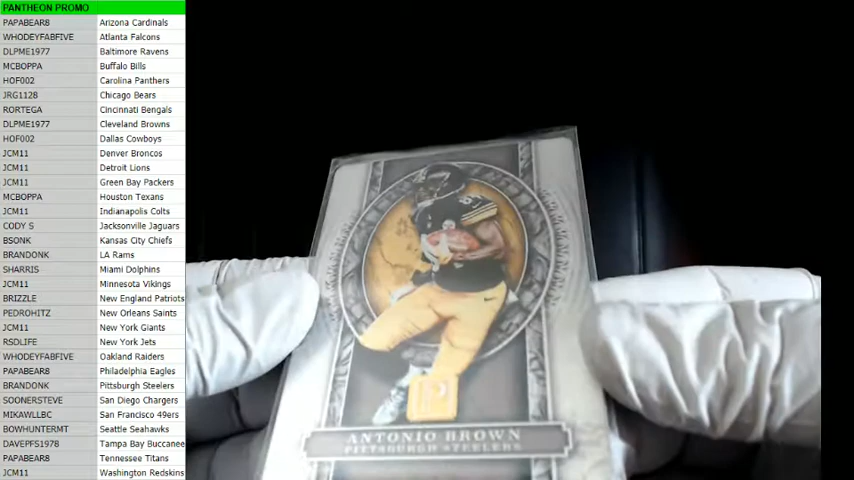 PANTHEON PROMO
PAPABEAR8 Arizona Cardinals
WHODEYFABFIVE Atlanta Falcons
DLPME1977 Baltimore Ravens
MCBOPPA Buffalo Bills
HOF002 Carolina Panthers
JRG1128 Chicago Bears
RORTEGA Cincinnati Bengals
DLPME1977 Cleveland Browns
HOF002 Dallas Cowboys
JCM11 Denver Broncos
JCM11 Detroit Lions
JCM11 Green Bay Packers
MCBOPPA Houston Texans
JCM11 Indianapolis Colts
CODY S Jacksonville Jaguars
BSONK Kansas City Chiefs
BRANDONK LA Rams
SHARRIS Miami Dolphins
JCM11 Minnesota Vikings
BRIZZLE New England Patriots
PEDROHITZ New Orleans Saints
JCM11 New York Giants
RSDLIFE New York Jets
WHODEYFABFIVE Oakland Raiders
PAPABEAR8 Philadelphia Eagles
BRANDONK Pittsburgh Steelers
SOONERSTEVE San Diego Chargers
MIKAWLLBC San Francisco 49ers
BOWHUNTERMT Seattle Seahawks
DAVEPFS1978 Tampa Bay Buccanee
PAPABEAR8 Tennessee Titans
JCM11 Washington Redskins
ANTONIO BROWN
PITTSBURGH STEELERS